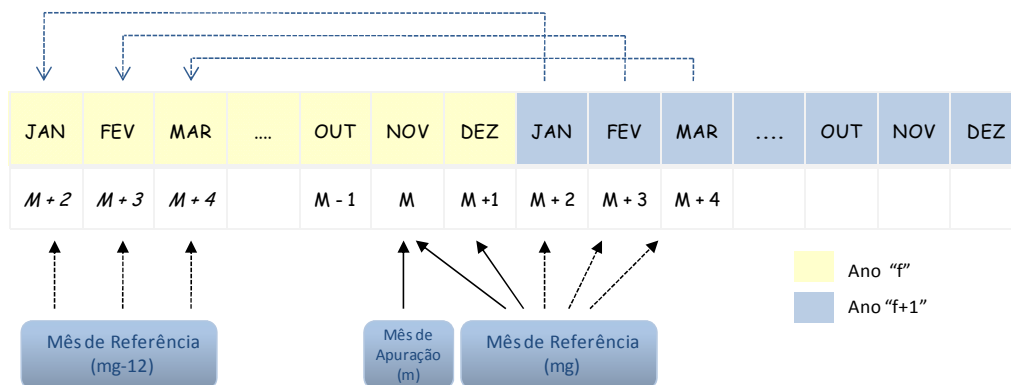 JAN FEV MAR .... OUT NOV DEZ JAN FEV MAR .... OUT NOV DEZ
M + 2 M + 3 M + 4 M - 1 M M +1 M + 2 M + 3 M + 4
Ano "f"
Ano "f+1"
Mês de Referência
(mg-12)
Mês de
Apuração
(m)
Mês de Referência
(mg)